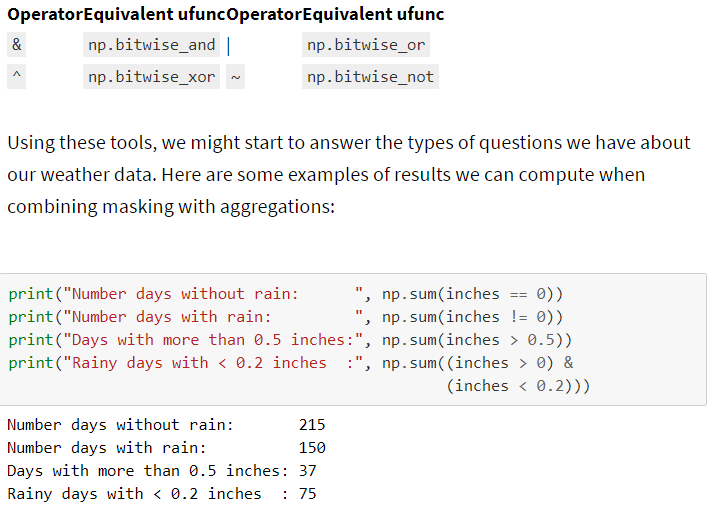 OperatorEquivalent ufuncOperatorEquivalent ufunc
& np.bitwise_and | np.bitwise_or
^ np.bitwise_xor ~ np.bitwise_not
Using these tools, we might start to answer the types of questions we have about
our weather data. Here are some examples of results we can compute when
combining masking with aggregations:
print("Number days without rain:      ", np.sum(inches == 0))
print("Number days with rain:         ", np.sum(inches != 0))
print("Days with more than 0.5 inches:", np.sum(inches > 0.5))
print("Rainy days with < 0.2 inches  :", np.sum((inches > 0) &
                                                (inches < 0.2)))
Number days without rain:       215
Number days with rain:          150
Days with more than 0.5 inches: 37
Rainy days with < 0.2 inches  : 75